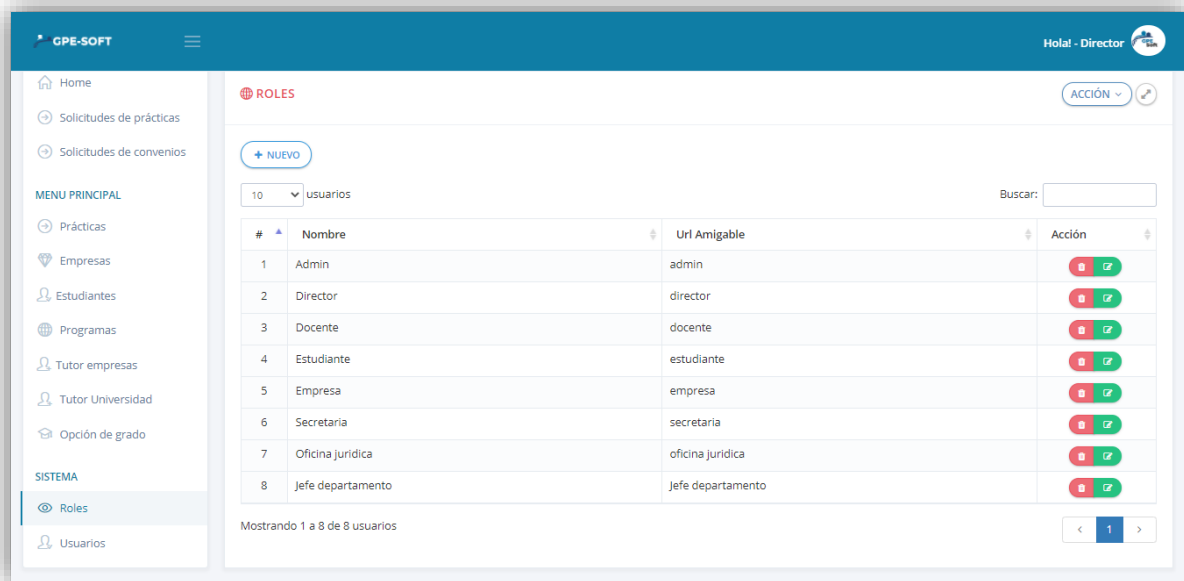 GPE-SOFT
Hola! - Director
Home
Solicitudes de prácticas
Solicitudes de convenios
MENU PRINCIPAL
Prácticas
Empresas
Estudiantes
Programas
Tutor empresas
Tutor Universidad
Opción de grado
SISTEMA
Roles
Usuarios
ROLES
ACCIÓN
+ NUEVO
10 usuarios
Buscar:
# Nombre Url Amigable Acción
1 Admin admin
2 Director director
3 Docente docente
4 Estudiante estudiante
5 Empresa empresa
6 Secretaria secretaria
7 Oficina juridica oficina juridica
8 Jefe departamento Jefe departamento
Mostrando 1 a 8 de 8 usuarios
< 1 >